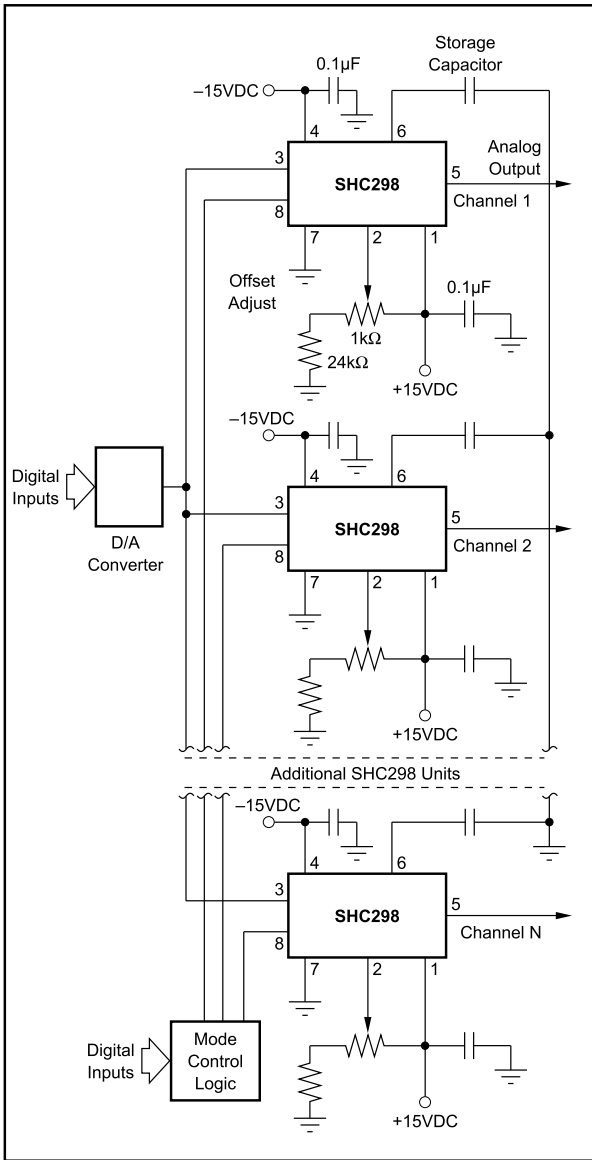 Storage
Capacitor
0.1µF
–15VDC
4
6
3
8
SHC298
5
Analog
Output
Channel 1
7
2
1
Offset
Adjust
0.1µF
1kΩ
24kΩ
+15VDC
–15VDC
4
6
3
8
SHC298
5
Channel 2
7
2
1
Digital
Inputs
D/A
Converter
+15VDC
Additional SHC298 Units
–15VDC
4
6
3
8
SHC298
5
Channel N
7
2
1
Digital
Inputs
Mode
Control
Logic
+15VDC